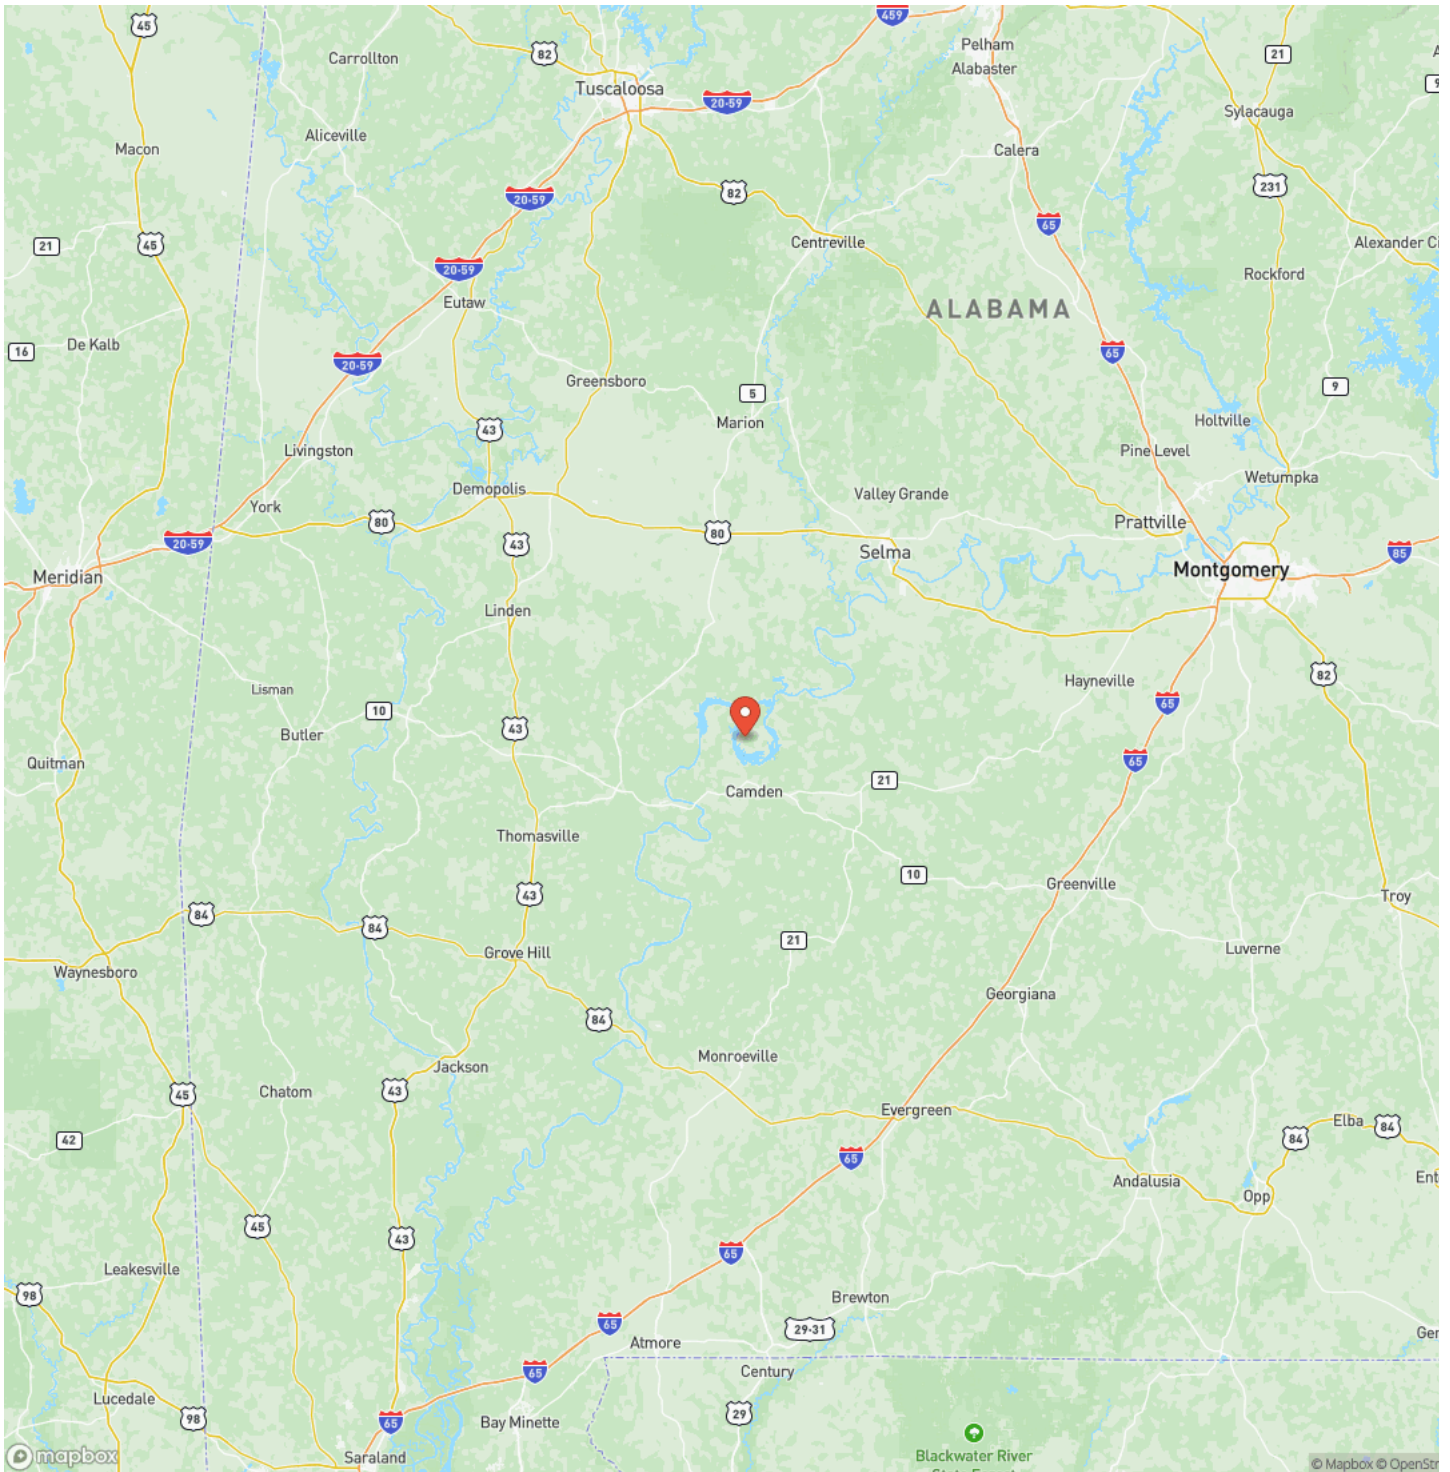 45
459
Pelham
82
21
Carrollton
Alabaster
A
9
Tuscaloosa
20-59
Sylacauga
Aliceville
Macon
Calera
231
82
20-59
65
21
45
Centreville
Alexander Ci
20-59
Rockford
Eutaw
ALABAMA
De Kalb
16
65
20-59
Greensboro
9
5
Marion
Holtville
43
Livingston
Pine Level
Wetumpka
Demopolis
Valley Grande
York
80
80
Prattville
20-59
43
Selma
85
Meridian
Montgomery
Linden
82
Hayneville
Lisman
65
10
43
Butler
65
Quitman
21
Camden
Thomasville
10
Greenville
43
Troy
84
84
21
Grove Hill
Luverne
Waynesboro
Georgiana
84
Monroeville
Jackson
Chatom
43
45
Evergreen
Elba
84
84
42
65
Andalusia
Ent
Opp
45
43
65
Leakesville
98
Brewton
65
29-31
Ger
Atmore
65
Century
Lucedale
98
65
Bay Minette
29
Saraland
Blackwater River
State Forest
mapbox
© Mapbox © OpenStr